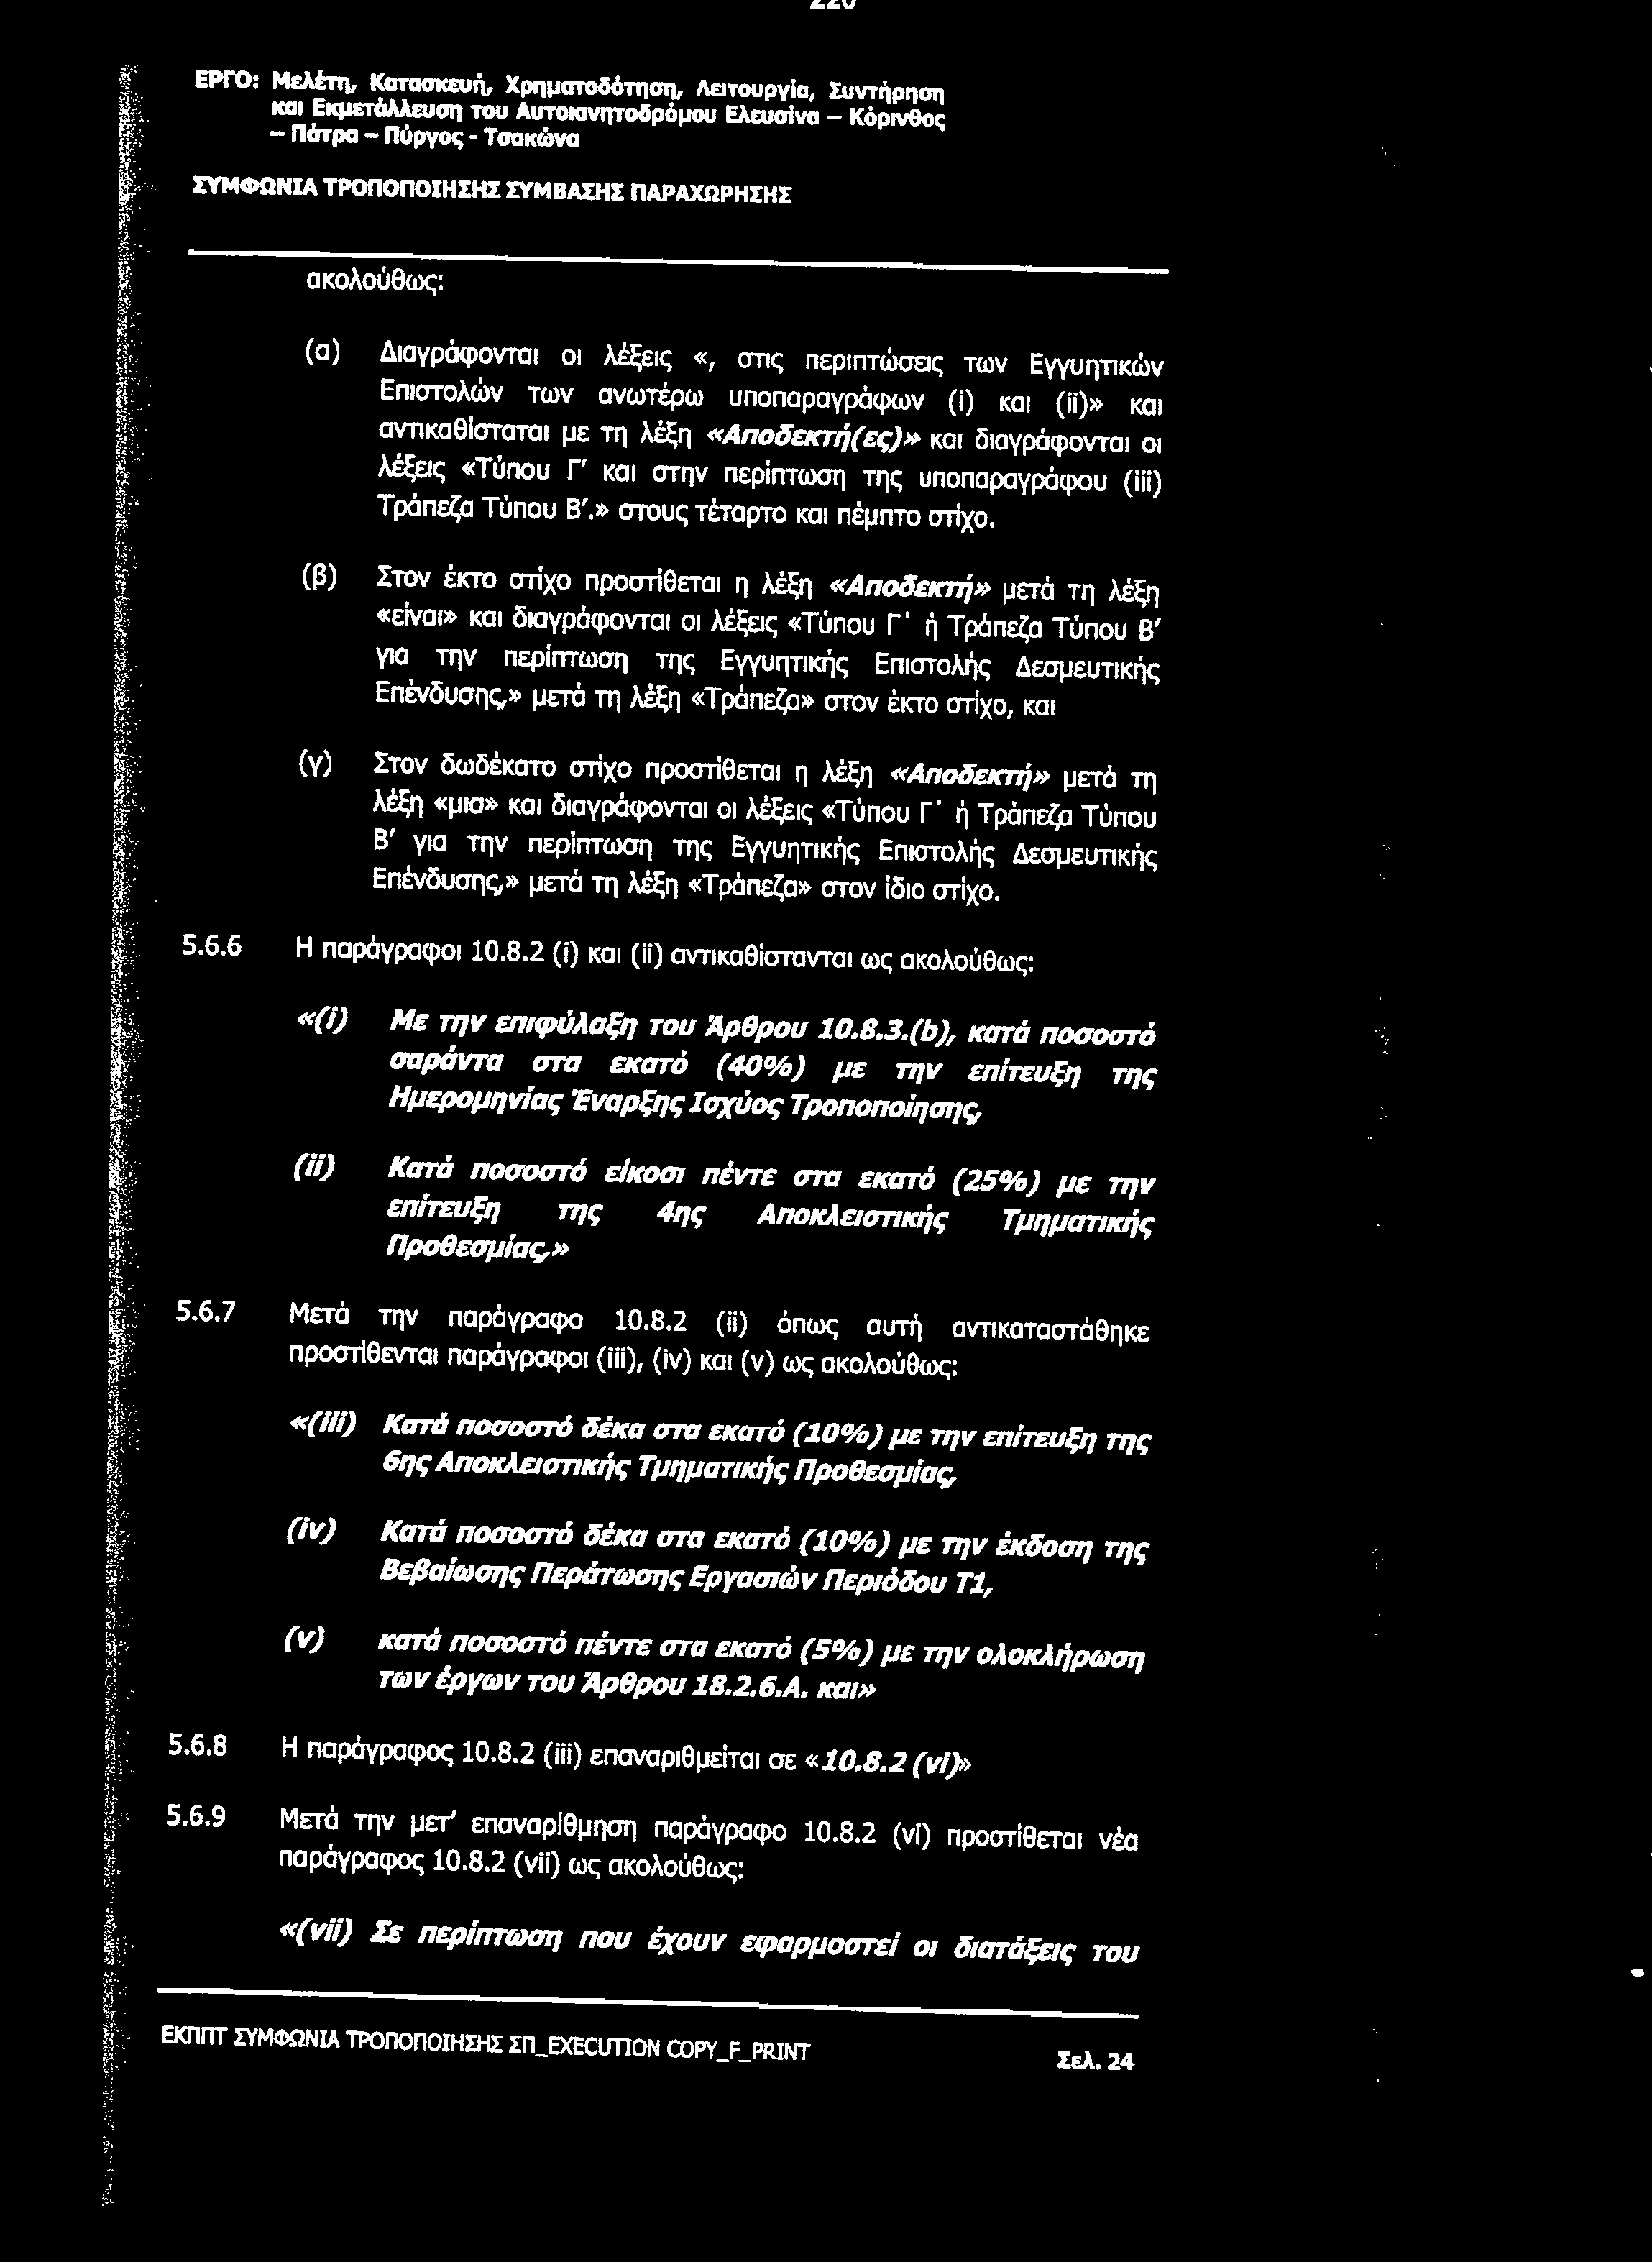 ΕΡΓΟ: Μελέτη, Κατασκευή, Χρηματοδότηση, Λειτουργία, Συντήρηση
και Εκμετάλλευση του Αυτοκινητοδρόμου Ελευσίνα – Κόρινθος
– Πάτρα – Πύργος - Τσακώνα
ΣΥΜΦΩΝΙΑ ΤΡΟΠΟΠΟΙΗΣΗΣ ΣΥΜΒΑΣΗΣ ΠΑΡΑΧΩΡΗΣΗΣ
ακολούθως:
(α) Διαγράφονται οι λέξεις «, στις περιπτώσεις των Εγγυητικών
Επιστολών των ανωτέρω υποπαραγράφων (i) και (ii)» και
αντικαθίσταται με τη λέξη «Αποδεκτή(ες)» και διαγράφονται οι
λέξεις «Τύπου Γ' και στην περίπτωση της υποπαραγράφου (iii)
Τράπεζα Τύπου Β'.» στους τέταρτο και πέμπτο στίχο.
(β) Στον έκτο στίχο προστίθεται η λέξη «Αποδεκτή» μετά τη λέξη
«είναι» και διαγράφονται οι λέξεις «Τύπου Γ' ή Τράπεζα Τύπου Β'
για την περίπτωση της Εγγυητικής Επιστολής Δεσμευτικής
Επένδυσης,» μετά τη λέξη «Τράπεζα» στον έκτο στίχο, και
(γ) Στον δωδέκατο στίχο προστίθεται η λέξη «Αποδεκτή» μετά τη
λέξη «μια» και διαγράφονται οι λέξεις «Τύπου Γ' ή Τράπεζα Τύπου
Β' για την περίπτωση της Εγγυητικής Επιστολής Δεσμευτικής
Επένδυσης,» μετά τη λέξη «Τράπεζα» στον ίδιο στίχο.
5.6.6 Η παράγραφοι 10.8.2 (i) και (ii) αντικαθίστανται ως ακολούθως:
«(i) Με την επιφύλαξη του Άρθρου 10.8.3.(b), κατά ποσοστό
σαράντα στα εκατό (40%) με την επίτευξη της
Ημερομηνίας Έναρξης Ισχύος Τροποποίησης,
(ii) Κατά ποσοστό είκοσι πέντε στα εκατό (25%) με την
επίτευξη της 4ης Αποκλειστικής Τμηματικής
Προθεσμίας,»
5.6.7 Μετά την παράγραφο 10.8.2 (ii) όπως αυτή αντικαταστάθηκε
προστίθενται παράγραφοι (iii), (iv) και (v) ως ακολούθως:
«(iii) Κατά ποσοστό δέκα στα εκατό (10%) με την επίτευξη της
6ης Αποκλειστικής Τμηματικής Προθεσμίας,
(iv) Κατά ποσοστό δέκα στα εκατό (10%) με την έκδοση της
Βεβαίωσης Περάτωσης Εργασιών Περιόδου Τ1,
(v) κατά ποσοστό πέντε στα εκατό (5%) με την ολοκλήρωση
των έργων του Άρθρου 18.2.6.Α. και»
5.6.8 Η παράγραφος 10.8.2 (iii) επαναριθμείται σε «10.8.2 (vi)»
5.6.9 Μετά την μετ' επαναρίθμηση παράγραφο 10.8.2 (vi) προστίθεται νέα
παράγραφος 10.8.2 (vii) ως ακολούθως:
«(vii) Σε περίπτωση που έχουν εφαρμοστεί οι διατάξεις του
ΕΚΠΠΤ ΣΥΜΦΩΝΙΑ ΤΡΟΠΟΠΟΙΗΣΗΣ ΣΠ_EXECUTION COPY_F_PRINT
Σελ. 24